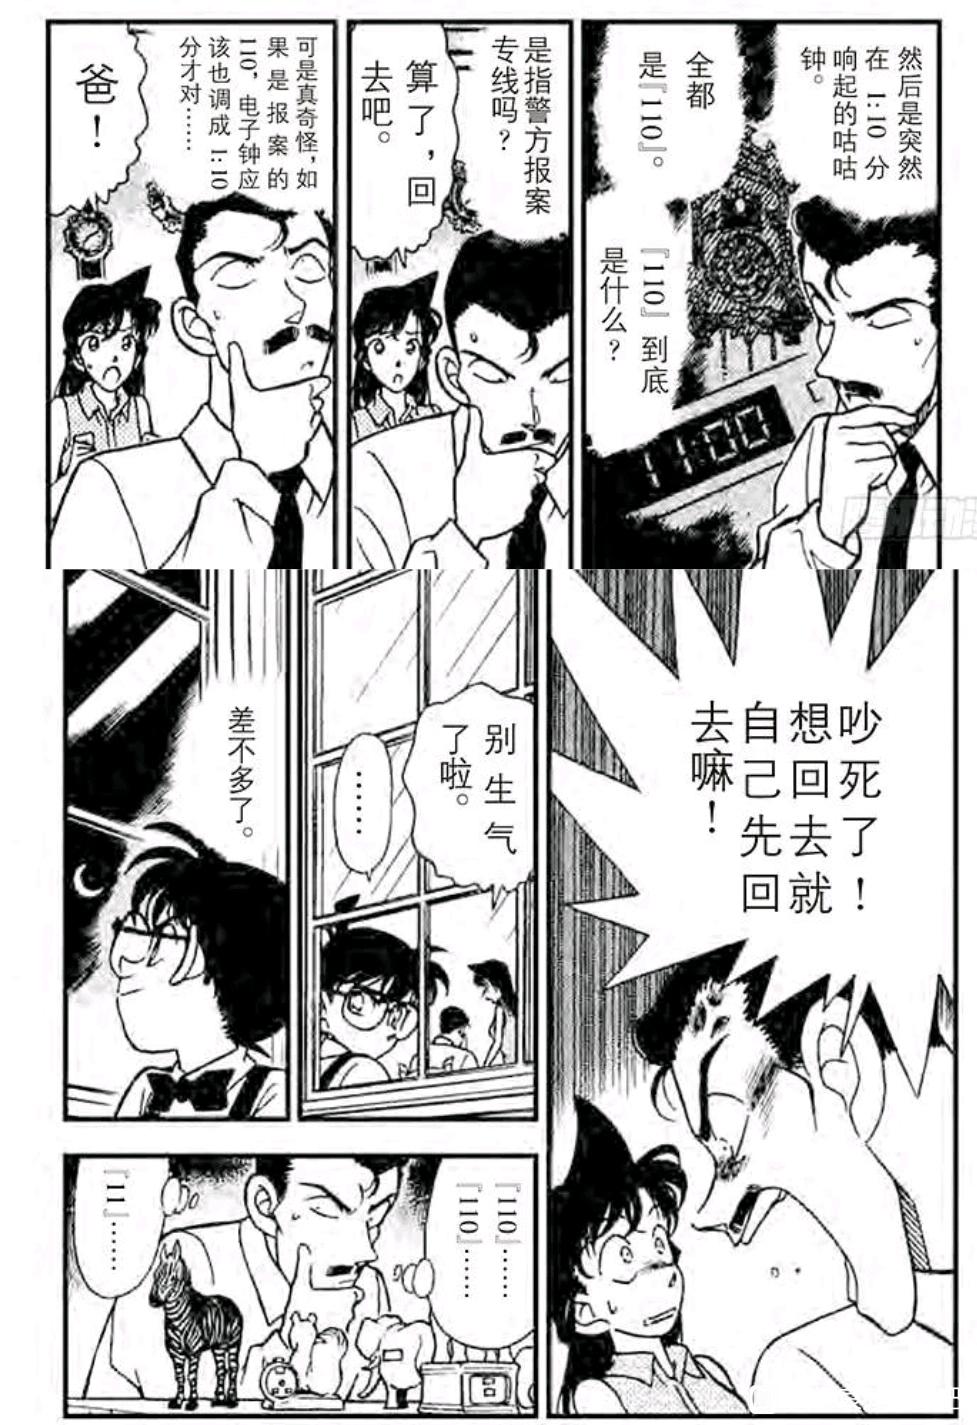 然后是突然
在 1:10 分
响起的咕咕
钟。
全都
是『110』。
『110』到底
是什么？
11:00
是指警方报案
专线吗？
算了，回
去吧。
可是真奇怪，如
果是报案的
110，电子钟应
该也调成 1:10
分才对……
爸！
吵死了！
想回去就
自己先回
去嘛！
别生气
了啦。
……
差不多了。
『110』…
『110』…
『11』……